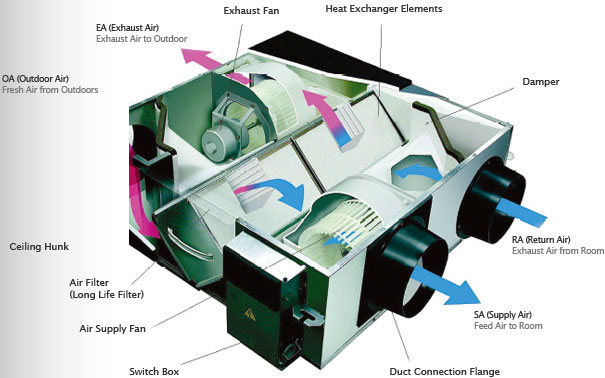 Exhaust Fan
Heat Exchanger Elements
EA (Exhaust Air)
Exhaust Air to Outdoor
OA (Outdoor Air)
Fresh Air from Outdoors
Damper
RA (Return Air)
Exhaust Air from Room
Ceiling Hunk
Air Filter
(Long Life Filter)
SA (Supply Air)
Feed Air to Room
Air Supply Fan
Switch Box
Duct Connection Flange